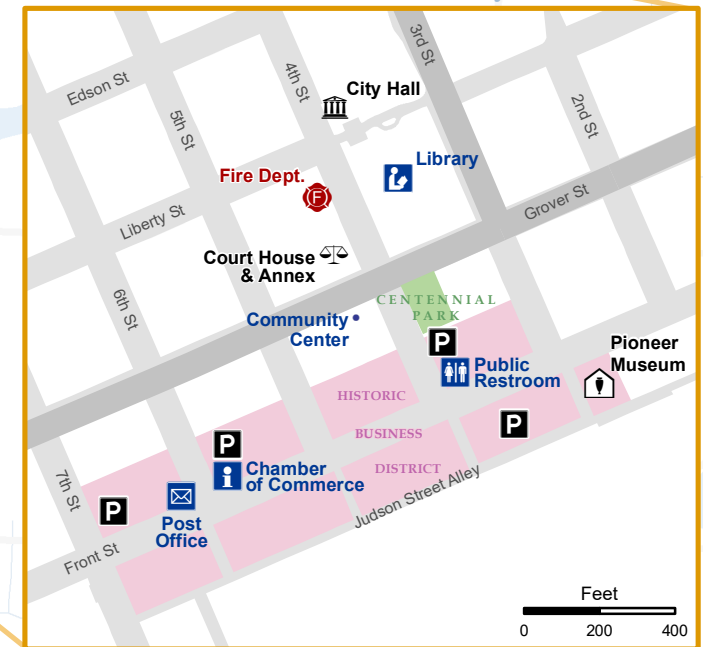 3rd St
4th St
City Hall
Edson St
2nd St
5th St
Library
Fire Dept.
F
Grover St
Liberty St
Court House
& Annex
CENTENNIAL
PARK
6th St
Community
Center
P
Pioneer
Museum
Public
Restroom
HISTORIC
P
BUSINESS
P
DISTRICT
Chamber
of Commerce
7th St
Judson Street Alley
P
Post
Office
Front St
Feet
0 200 400